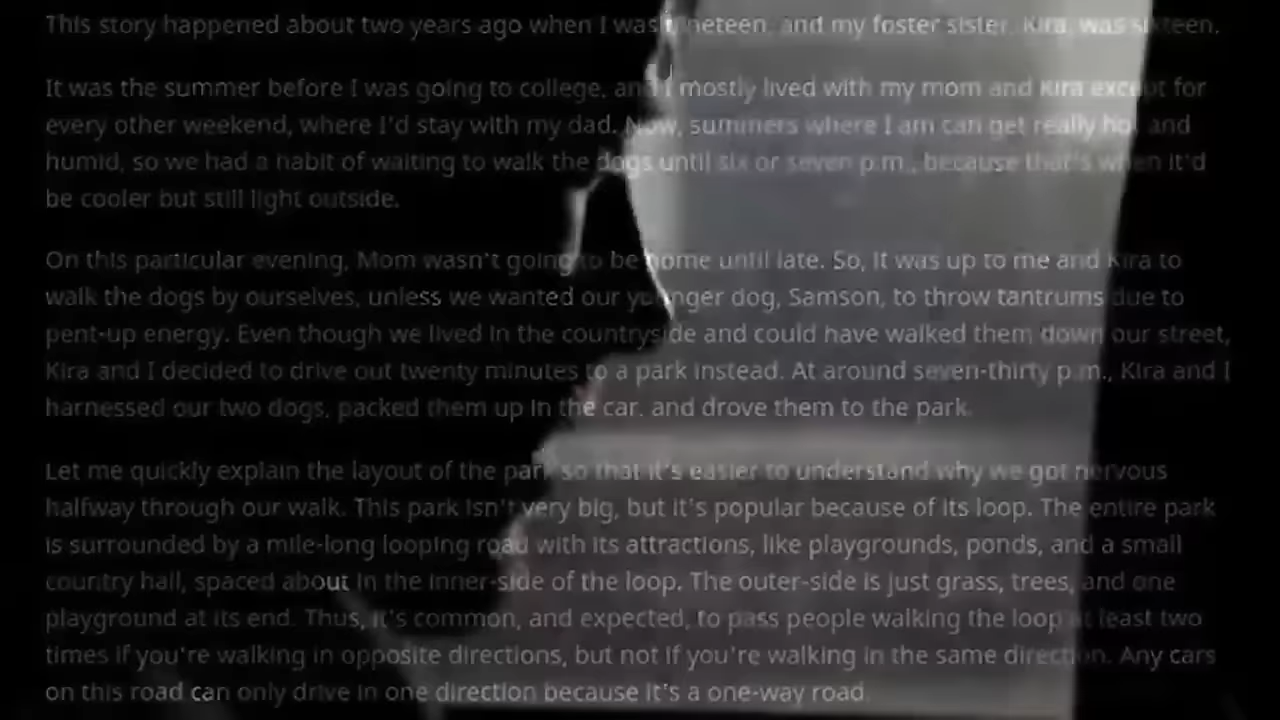 This story happened about two years ago when I was nineteen, and my foster sister, Kira, was sixteen.
It was the summer before I was going to college, and I mostly lived with my mom and Kira except for
every other weekend, where I'd stay with my dad. Now, summers where I am can get really hot and
humid, so we had a habit of waiting to walk the dogs until six or seven p.m., because that's when it'd
be cooler but still light outside.
On this particular evening, Mom wasn't going to be home until late. So, it was up to me and Kira to
walk the dogs by ourselves, unless we wanted our younger dog, Samson, to throw tantrums due to
pent-up energy. Even though we lived in the countryside and could have walked them down our street,
Kira and I decided to drive out twenty minutes to a park instead. At around seven-thirty p.m., Kira and I
harnessed our two dogs, packed them up in the car, and drove them to the park.
Let me quickly explain the layout of the park so that it's easier to understand why we got nervous
halfway through our walk. This park isn't very big, but it's popular because of its loop. The entire park
is surrounded by a mile-long looping road with its attractions, like playgrounds, ponds, and a small
country hall, spaced about in the inner-side of the loop. The outer-side is just grass, trees, and one
playground at its end. Thus, it's common, and expected, to pass people walking the loop at least two
times if you're walking in opposite directions, but not if you're walking in the same direction. Any cars
on this road can only drive in one direction because it's a one-way road.